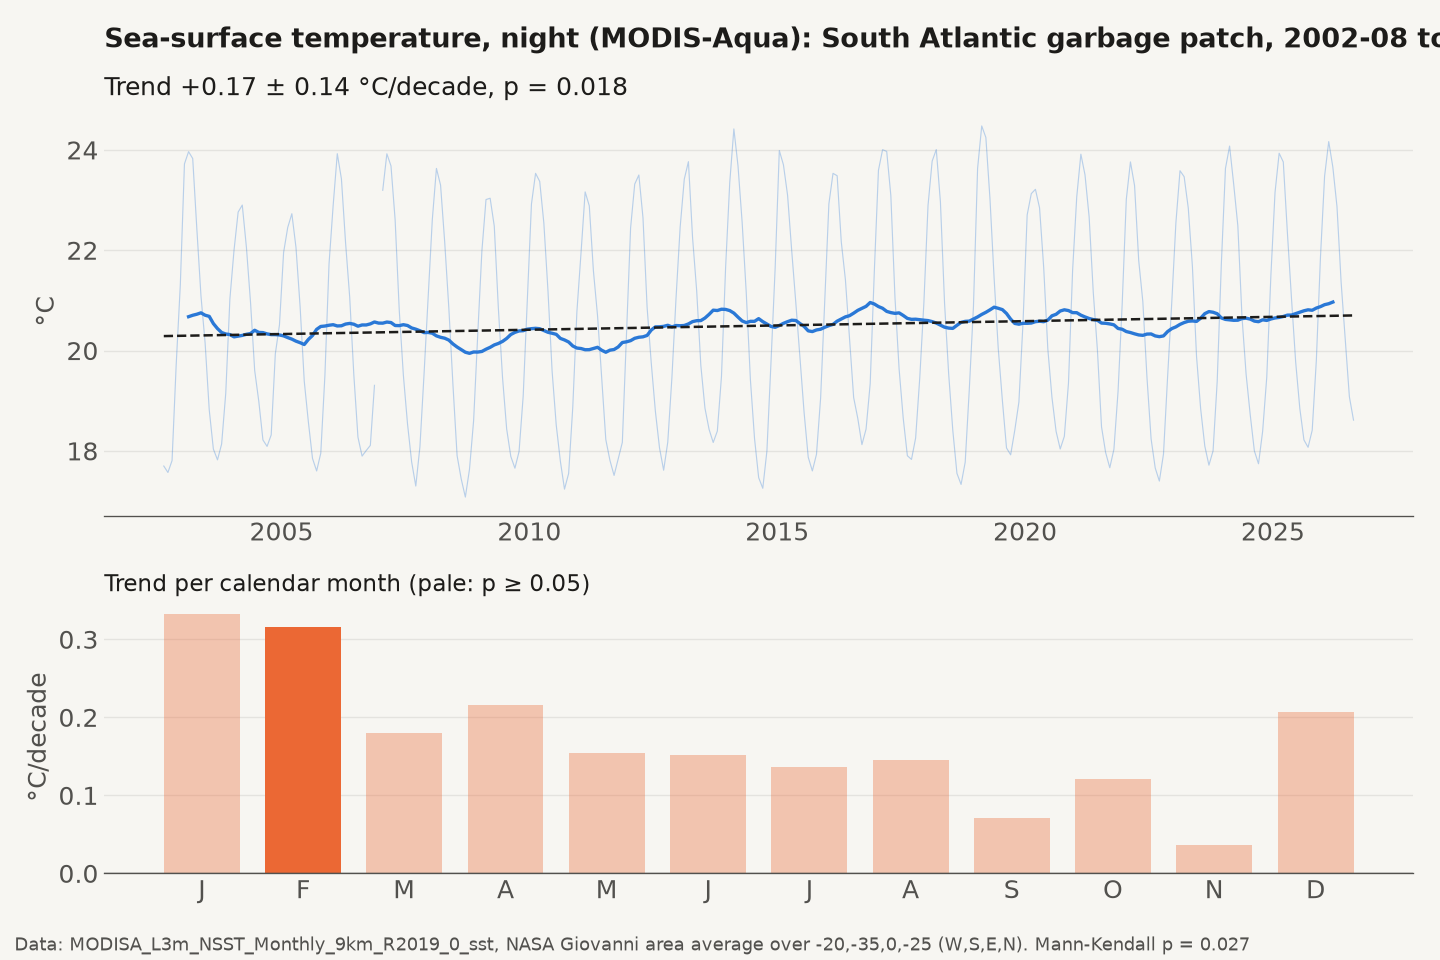 Sea-surface temperature, night (MODIS-Aqua): South Atlantic garbage patch, 2002-08 to
Trend +0.17 ± 0.14 °C/decade, p = 0.018
°C
24
22
20
18
2005 2010 2015 2020 2025
Trend per calendar month (pale: p ≥ 0.05)
°C/decade
0.3
0.2
0.1
0.0
J F M A M J J A S O N D
Data: MODISA_L3m_NSST_Monthly_9km_R2019_0_sst, NASA Giovanni area average over -20,-35,0,-25 (W,S,E,N). Mann-Kendall p = 0.027